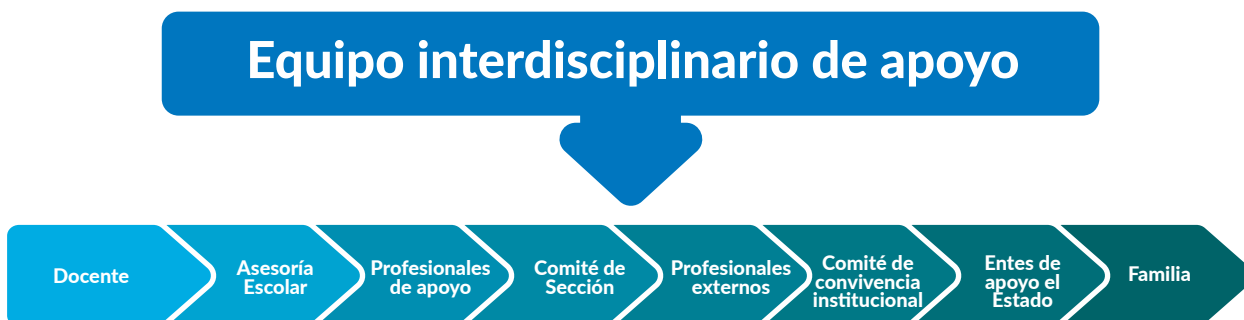 Equipo interdisciplinario de apoyo
Docente
Asesoría
Escolar
Profesionales
de apoyo
Comité de
Sección
Profesionales
externos
Comité de
convivencia
institucional
Entes de
apoyo el
Estado
Familia